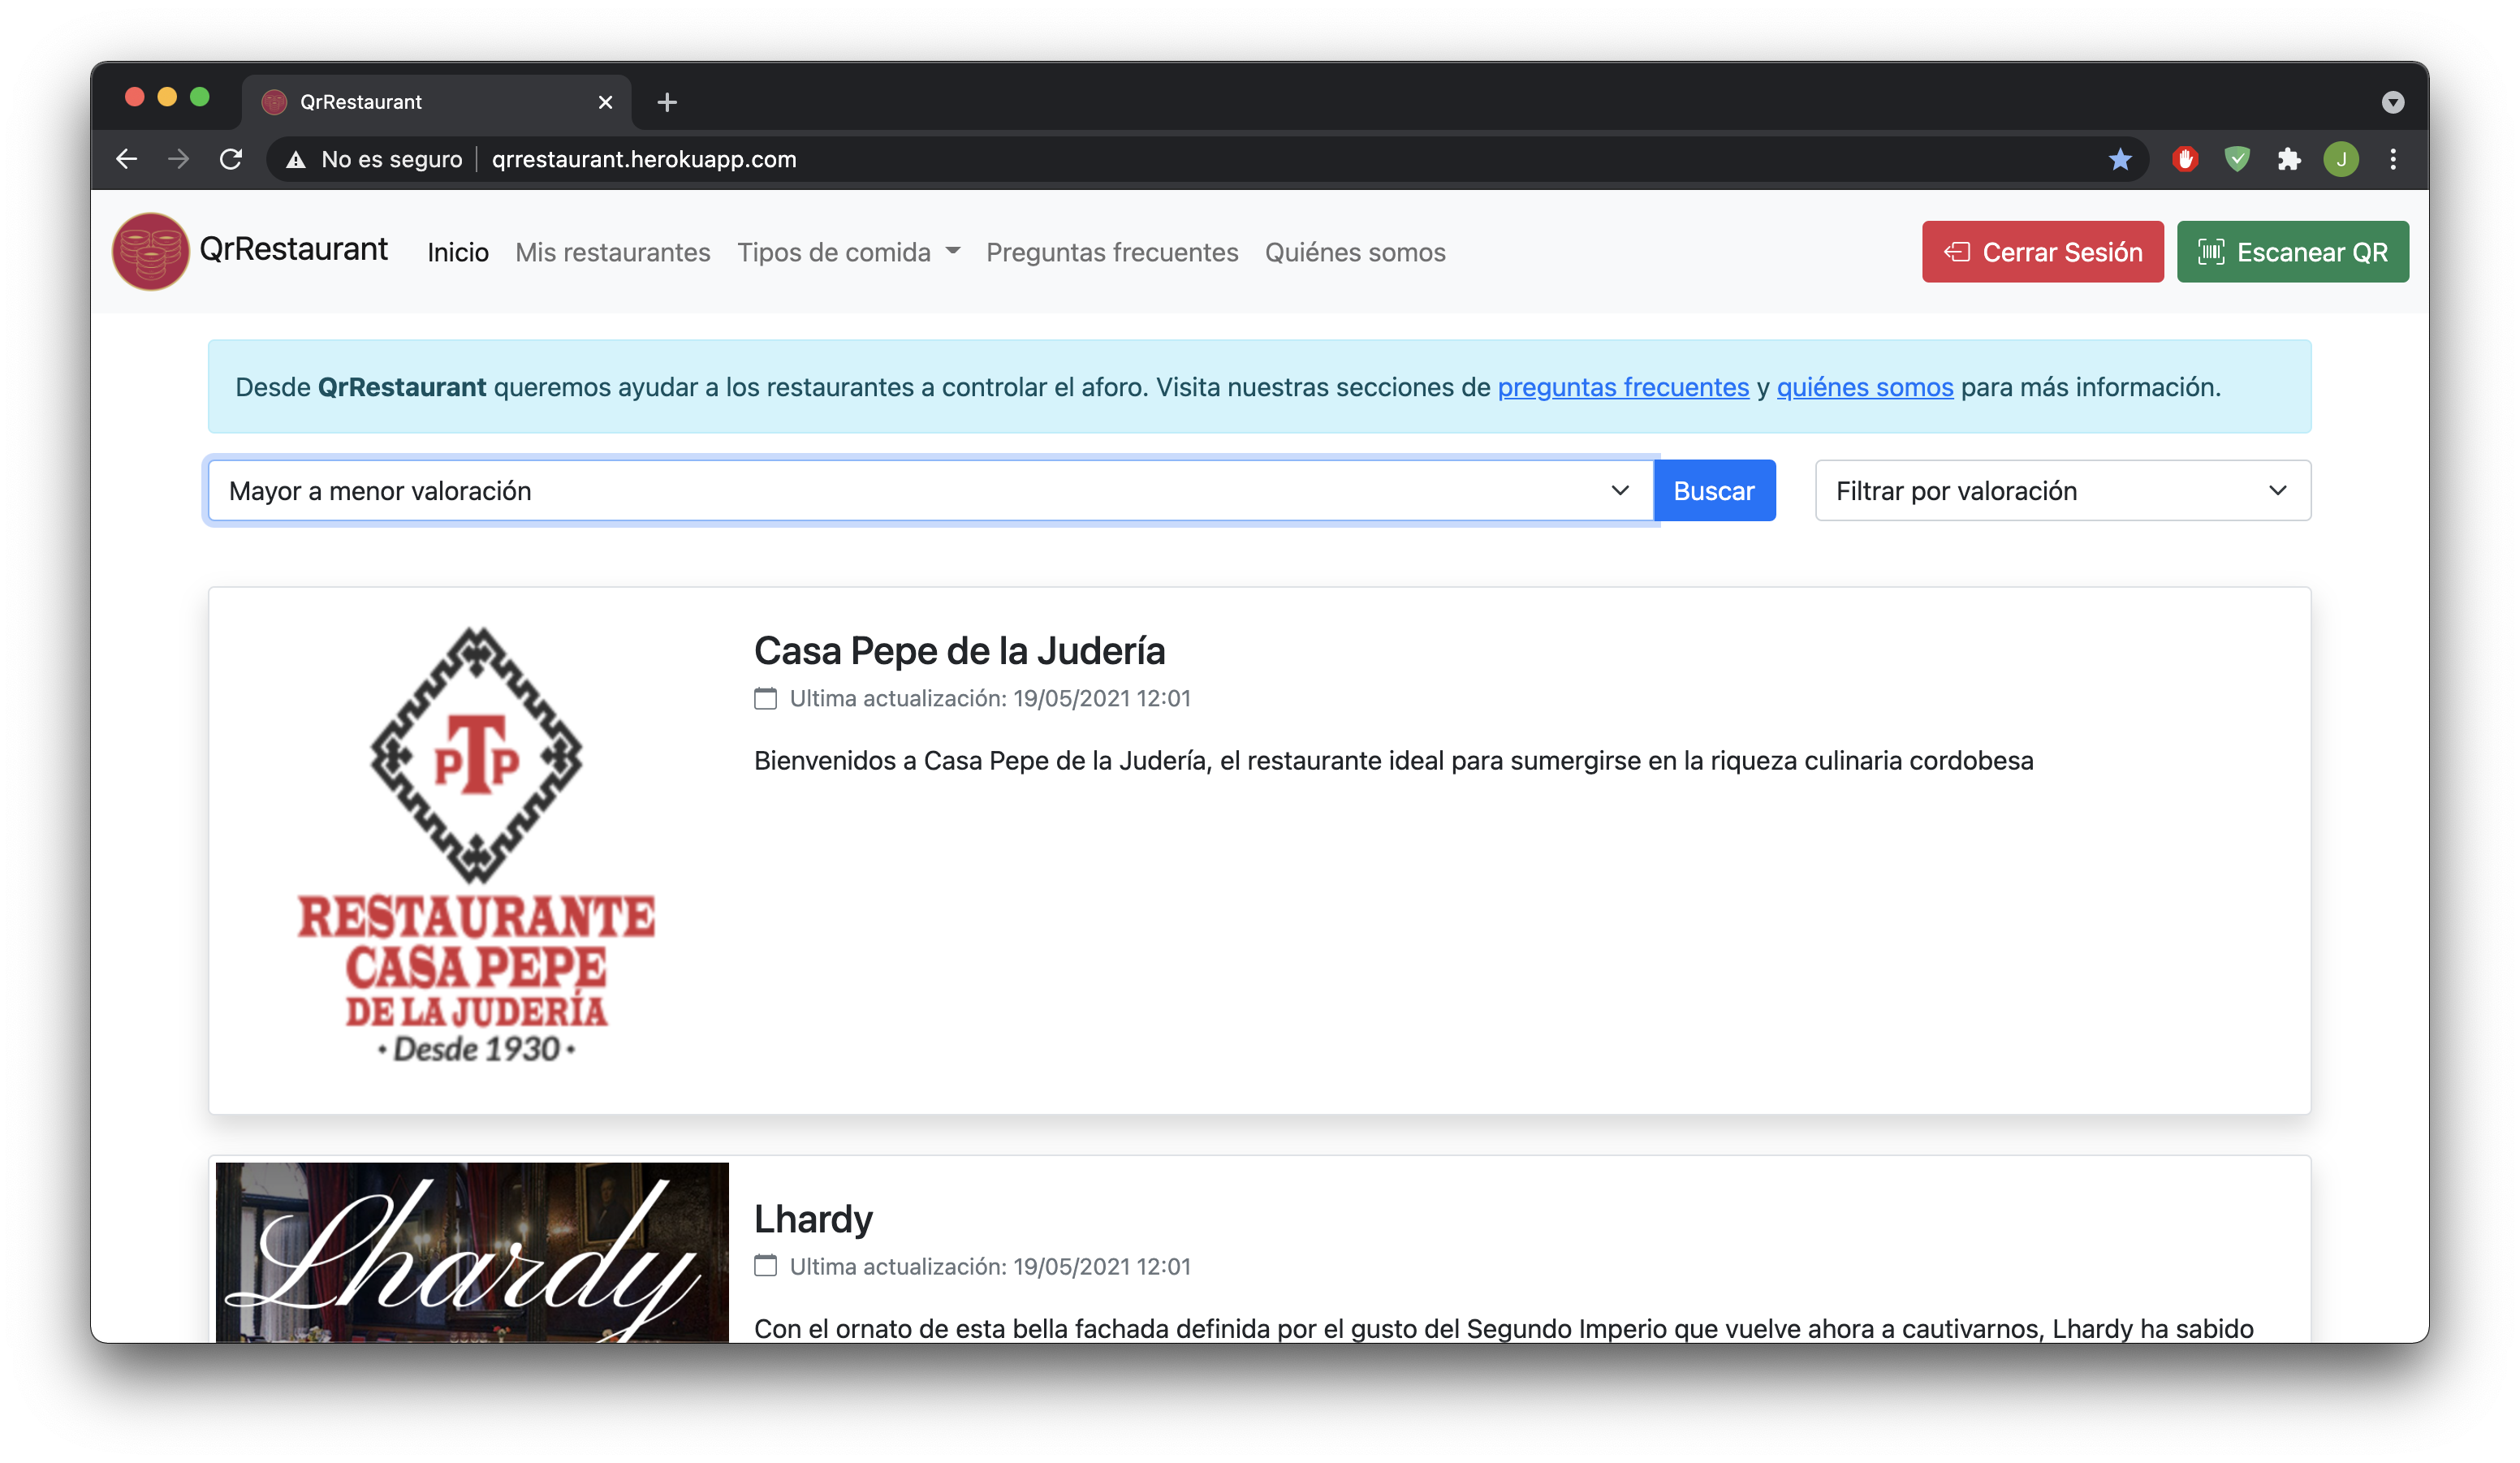 QrRestaurant
No es seguro qrrestaurant.herokuapp.com
J
QrRestaurant Inicio Mis restaurantes Tipos de comida Preguntas frecuentes Quiénes somos Cerrar Sesión Escanear QR
Desde QrRestaurant queremos ayudar a los restaurantes a controlar el aforo. Visita nuestras secciones de preguntas frecuentes y quiénes somos para más información.
Mayor a menor valoración Buscar Filtrar por valoración
PTP
RESTAURANTE
CASA PEPE
DE LA JUDERÍA
· Desde 1930 ·
Casa Pepe de la Judería
Ultima actualización: 19/05/2021 12:01
Bienvenidos a Casa Pepe de la Judería, el restaurante ideal para sumergirse en la riqueza culinaria cordobesa
Lhardy
Lhardy
Ultima actualización: 19/05/2021 12:01
Con el ornato de esta bella fachada definida por el gusto del Segundo Imperio que vuelve ahora a cautivarnos, Lhardy ha sabido